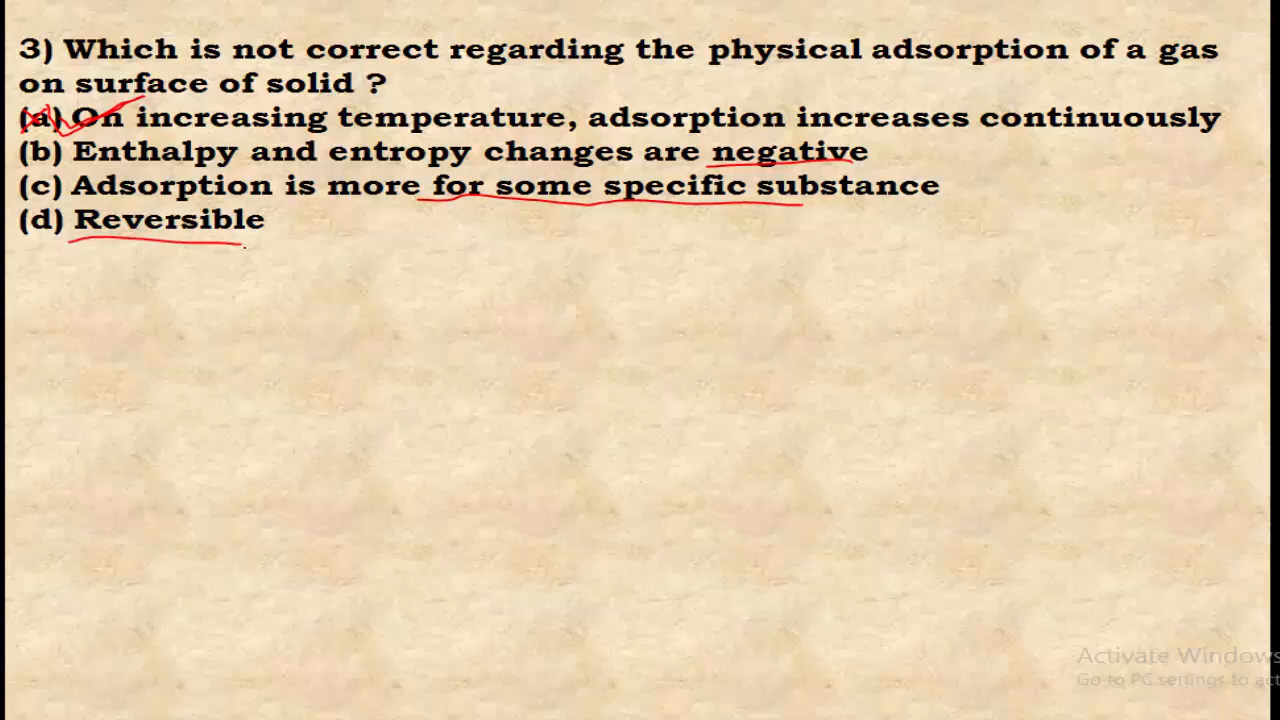 3) Which is not correct regarding the physical adsorption of a gas
on surface of solid ?
(a) On increasing temperature, adsorption increases continuously
(b) Enthalpy and entropy changes are negative
(c) Adsorption is more for some specific substance
(d) Reversible
Activate Windows
Go to PC settings to act